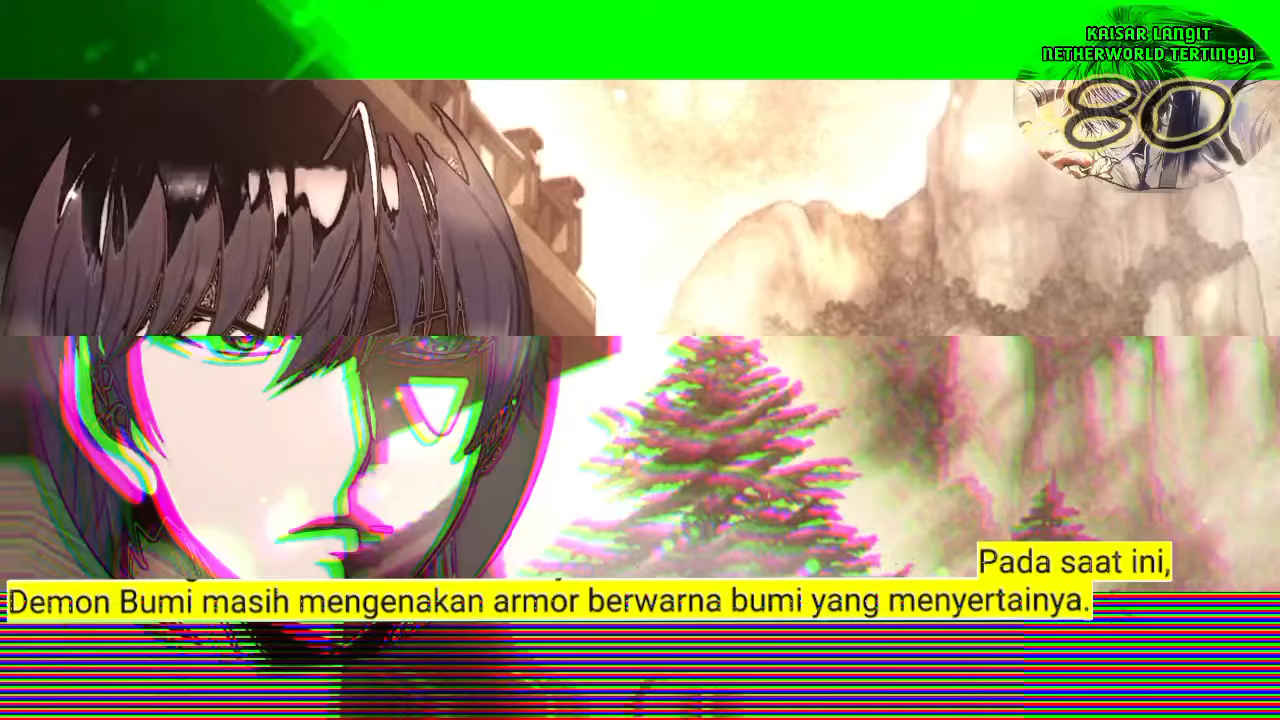 KAISAR LANGIT
NETHERWORLD TERTINGGI
80
Pada saat ini,
Demon Bumi masih mengenakan armor berwarna bumi yang menyertainya.